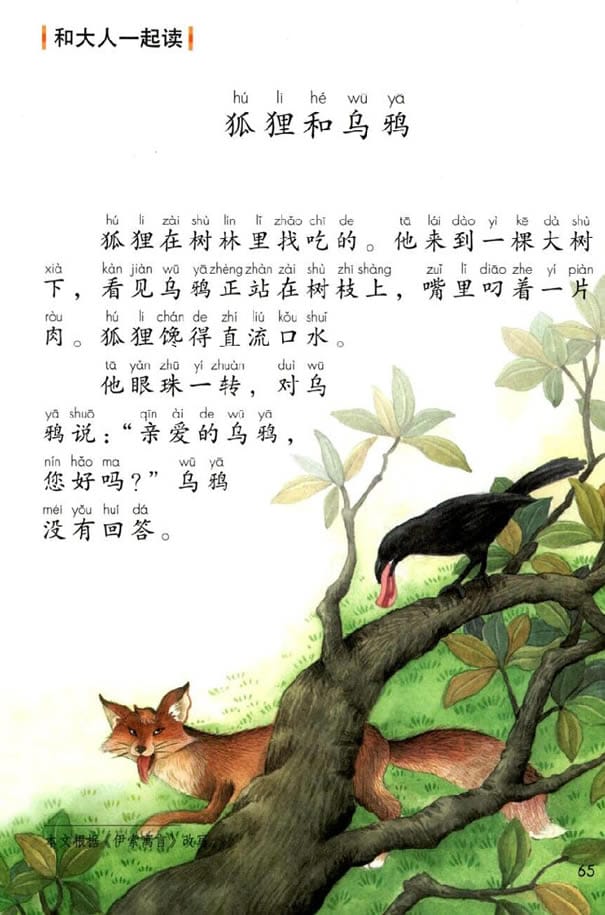 和大人一起读
hú li hé wū yā
狐狸和乌鸦
hú li zài shù lín lǐ zhǎo chī de tā lái dào yì kē dà shù
狐狸在树林里找吃的。他来到一棵大树
xià kàn jiàn wū yā zhèng zhàn zài shù zhī shàng zuǐ lǐ diāo zhe yí piàn
下，看见乌鸦正站在树枝上，嘴里叼着一片
ròu hú li chán de zhí liú kǒu shuǐ
肉。狐狸馋得直流口水。
tā yǎn zhū yí zhuàn duì wū
他眼珠一转，对乌
yā shuō qīn ài de wū yā
鸦说：“亲爱的乌鸦，
nín hǎo ma wū yā
您好吗？”乌鸦
méi yǒu huí dá
没有回答。
本文根据《伊索寓言》改写
65